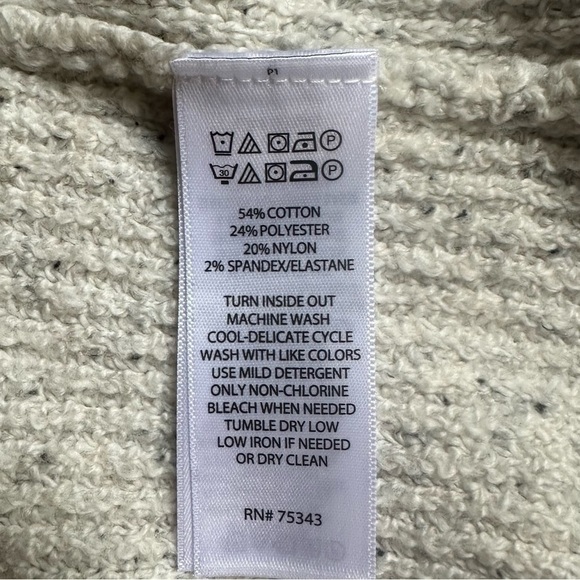 P1
P
30 P
54% COTTON
24% POLYESTER
20% NYLON
2% SPANDEX/ELASTANE
TURN INSIDE OUT
MACHINE WASH
COOL-DELICATE CYCLE
WASH WITH LIKE COLORS
USE MILD DETERGENT
ONLY NON-CHLORINE
BLEACH WHEN NEEDED
TUMBLE DRY LOW
LOW IRON IF NEEDED
OR DRY CLEAN
RN# 75343